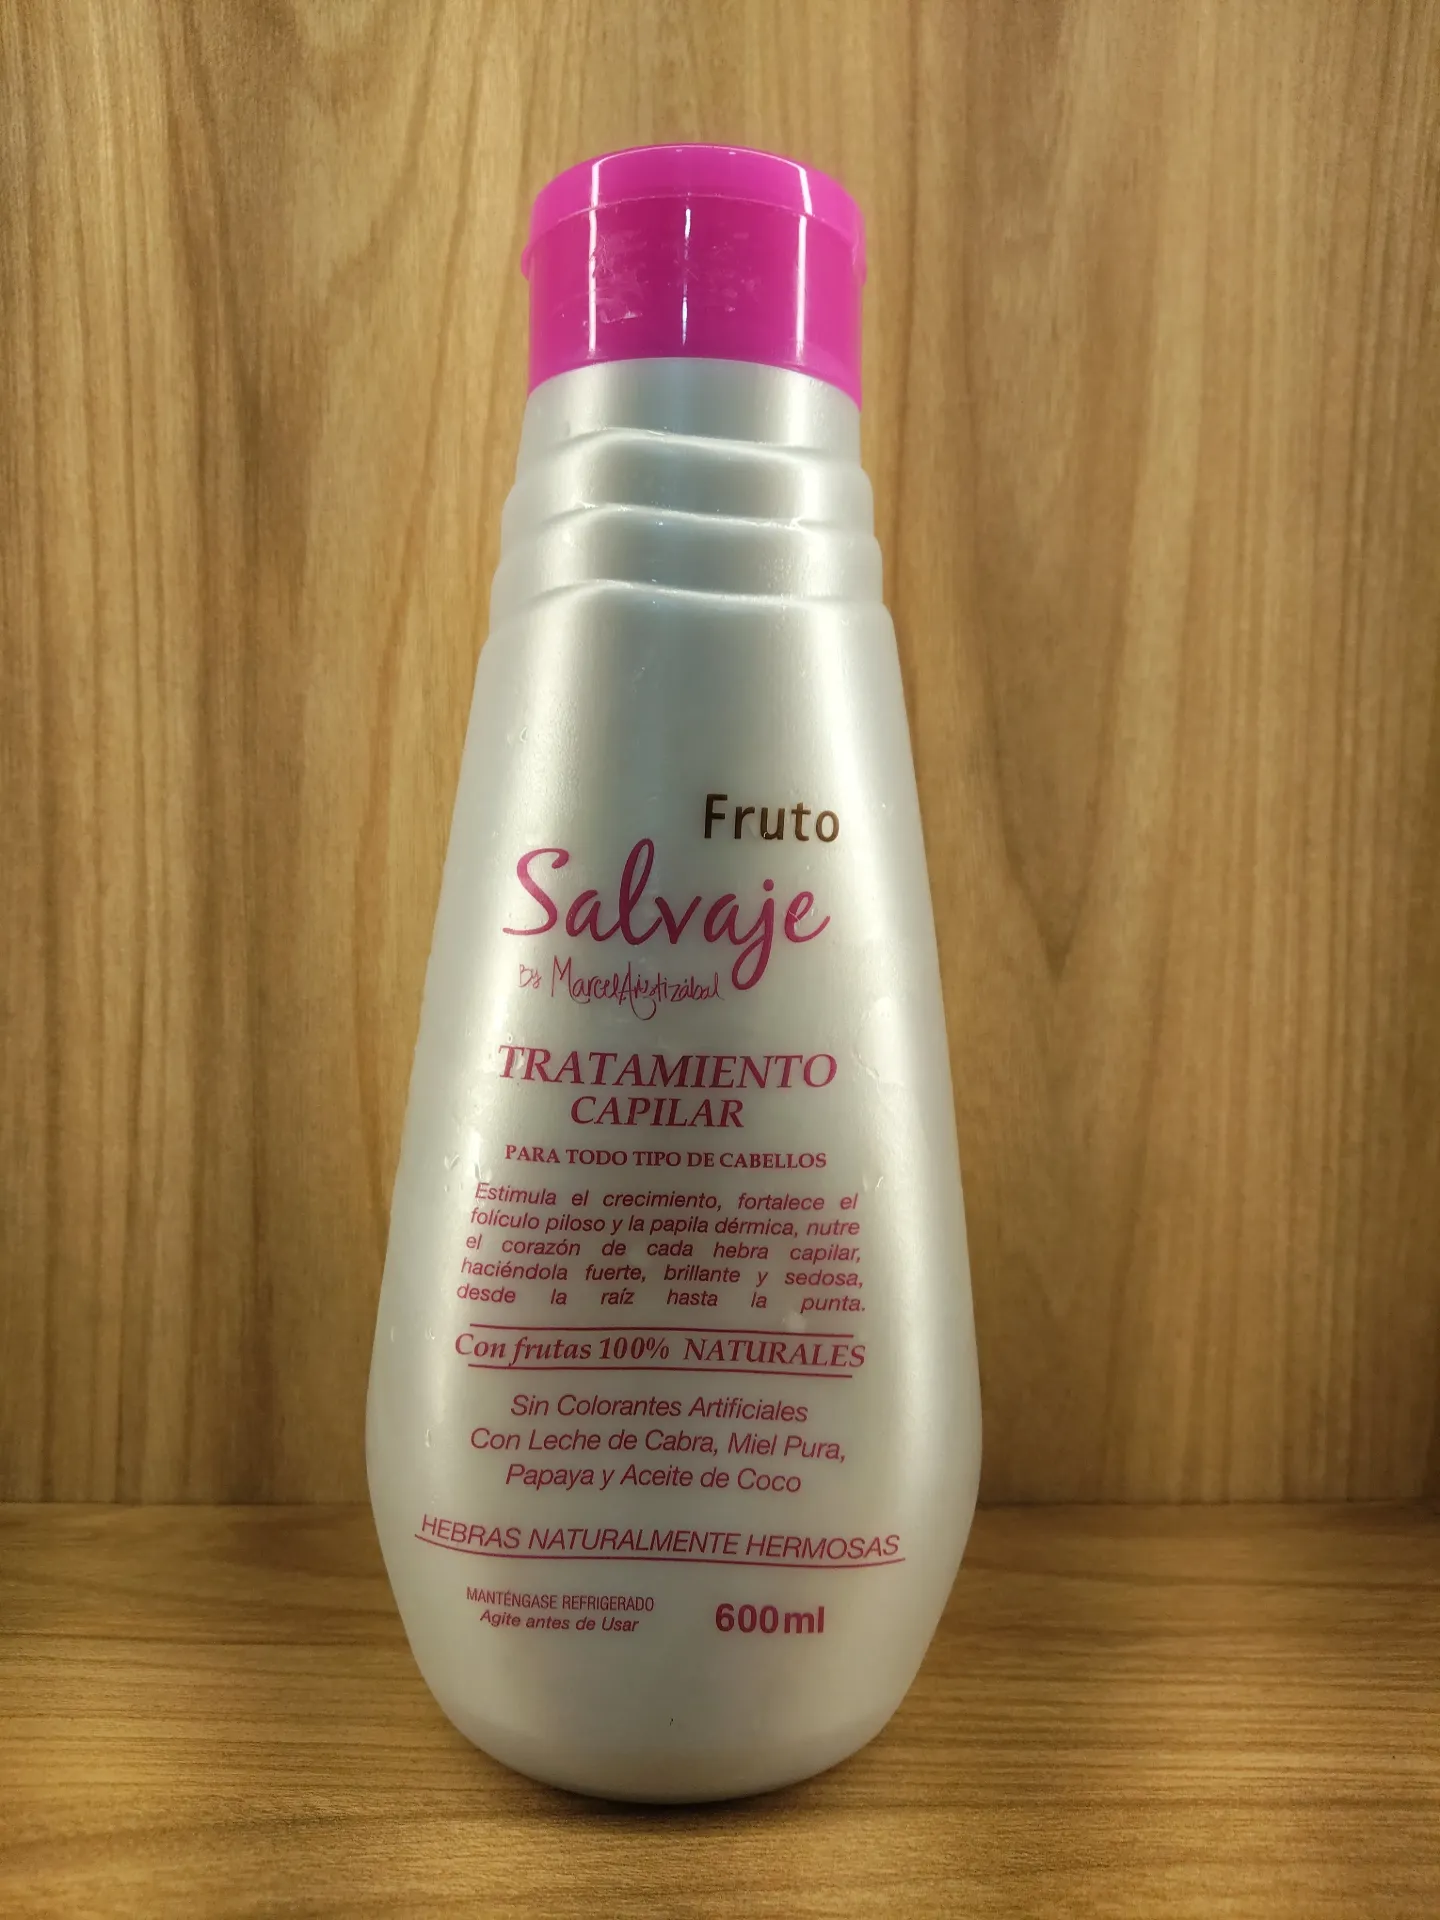 Fruto
Salvaje
By Marcel Aristizábal
TRATAMIENTO
CAPILAR
PARA TODO TIPO DE CABELLOS
Estimula el crecimiento, fortalece el
folículo piloso y la papila dérmica, nutre
el corazón de cada hebra capilar,
haciéndola fuerte, brillante y sedosa,
desde la raíz hasta la punta.
Con frutas 100% NATURALES
Sin Colorantes Artificiales
Con Leche de Cabra, Miel Pura,
Papaya y Aceite de Coco
HEBRAS NATURALMENTE HERMOSAS
MANTÉNGASE REFRIGERADO
Agite antes de Usar
600ml